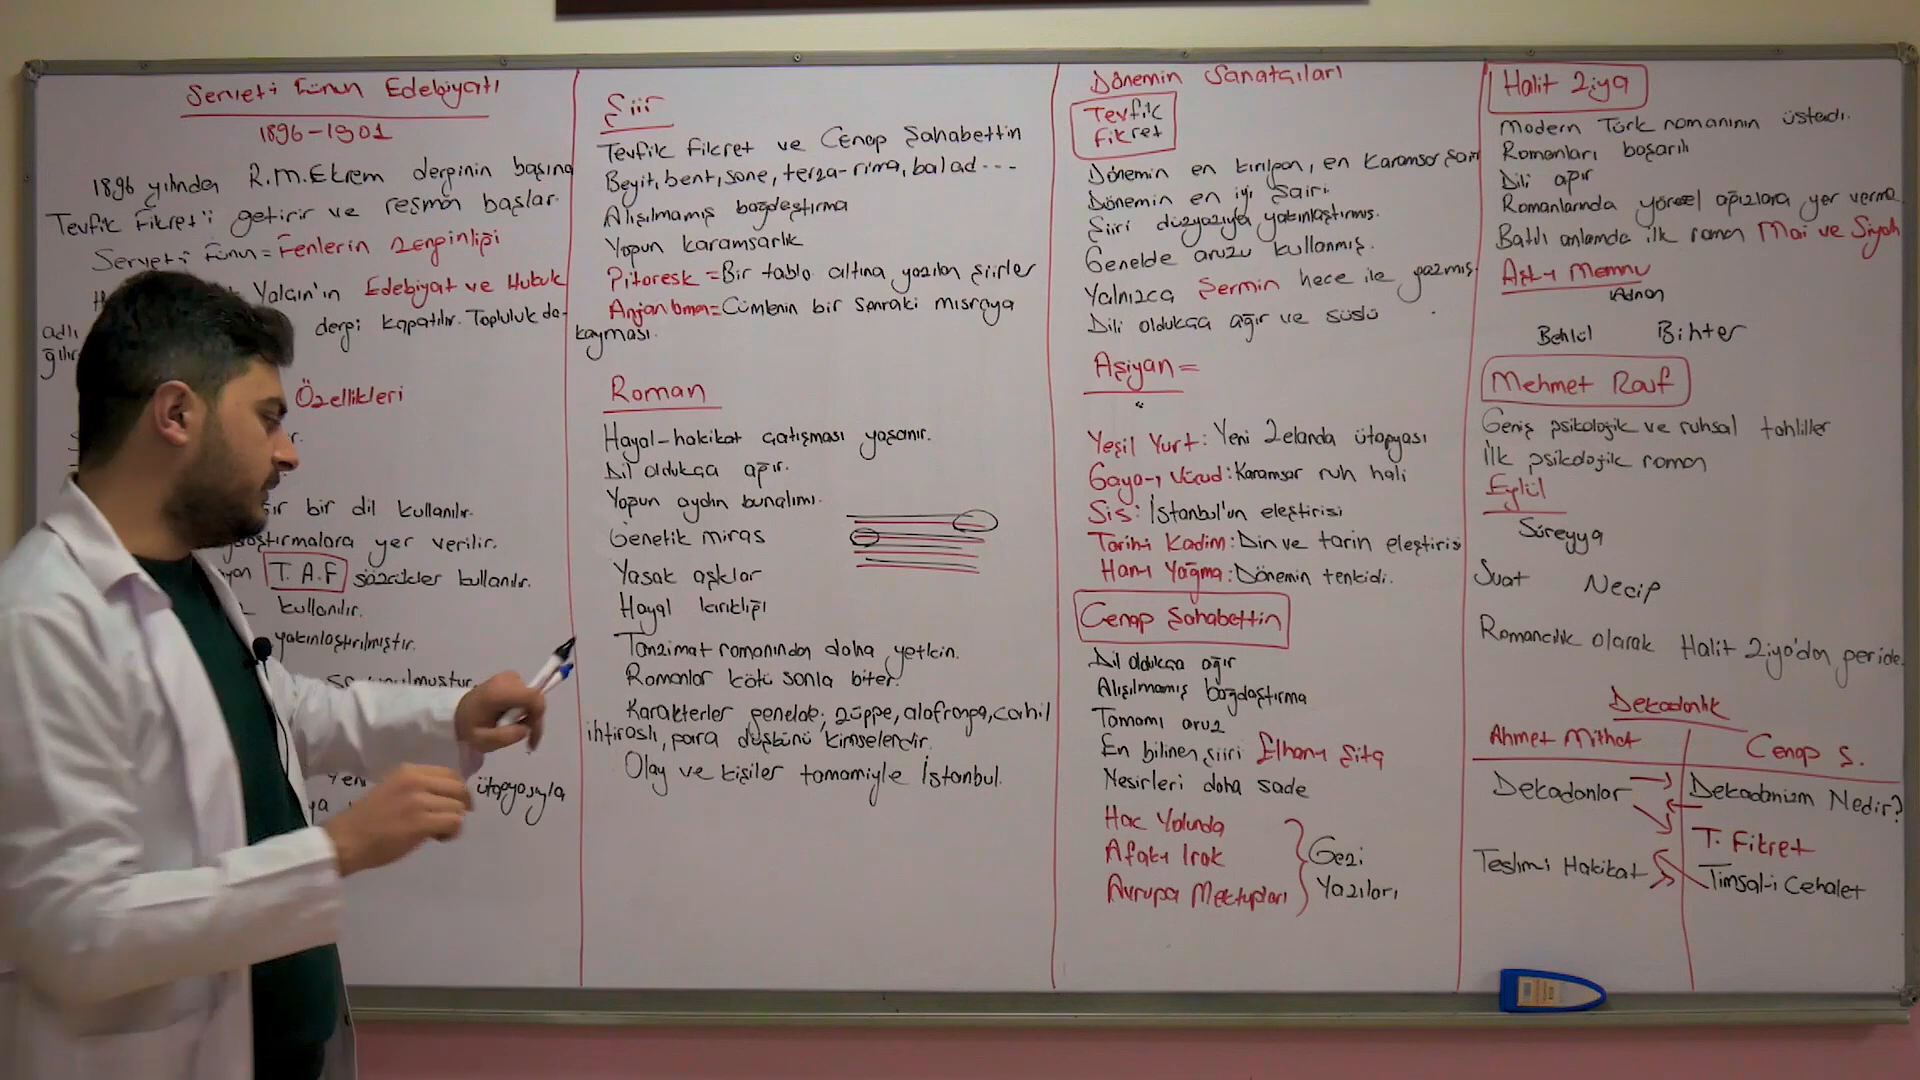 Servet-i Fünun Edebiyatı
1896-1901
1896 yılında R.M.Ekrem derginin başına
Tevfik Fikret'i getirir ve resmen başlar.
Servet-i Fünun = Fenlerin Zenginliği
Yalçın'ın Edebiyat ve Hukuk
adlı dergi kapatılır. Topluluk da-
ğılır
Özellikleri
bir dil kullanılır.
yer verilir.
T.A.F sözcükler kullanılır.
kullanılır.
yakınlaştırılmıştır.
Yeni ütopyasıyla
Şiir
Tevfik Fikret ve Cenap Şahabettin
Beyit, bent, sone, terza-rima, balad ...
Alışılmamış bağdaştırma
Yoğun karamsarlık
Pitoresk = Bir tablo altına yazılan şiirler
Anjanbman = Cümlenin bir sonraki mısraya
kayması.
Roman
Hayal-hakikat çatışması yaşanır.
Dil oldukça ağır.
Yoğun aydın bunalımı.
Genetik miras
Yasak aşklar
Hayal kırıklığı
Tanzimat romanından daha yetkin.
Romanlar kötü sonla biter.
Karakterler genelde; züppe, alafranga, cahil
ihtiraslı, para düşkünü kimselerdir.
Olay ve kişiler tamamiyle İstanbul.
Dönemin Sanatçıları
Tevfik
Fikret
Dönemin en kırılgan, en karamsar şairi
Dönemin en iyi şairi
Şiiri düzyazıya yakınlaştırmış.
Genelde aruzu kullanmış.
Yalnızca Şermin hece ile yazmış
Dili oldukça ağır ve süslü
Aşiyan =
Yeşil Yurt: Yeni Zelanda ütopyası
Gaya-ı Vücud: Karamsar ruh hali
Sis: İstanbul'un eleştirisi
Tarih-i Kadim: Din ve tarih eleştirisi
Han-ı Yağma: Dönemin tenkidi.
Cenap Şahabettin
Dil oldukça ağır
Alışılmamış bağdaştırma
Tamamı aruz
En bilinen şiiri Elhan-ı Şita
Nesirleri daha sade
Hac Yolunda
Afak-ı Irak
Avrupa Mektupları
Gezi
Yazıları
Halit Ziya
Modern Türk romanının üstadı.
Romanları başarılı
Dili ağır
Romanlarında yöresel ağızlara yer verme
Batılı anlamda ilk roman Mai ve Siyah
Aşk-ı Memnu
Adnan
Behlül Bihter
Mehmet Rauf
Geniş psikolojik ve ruhsal tahliller
İlk psikolojik roman
Eylül
Süreyya
Suat Necip
Romancılık olarak Halit Ziya'dan geride.
Dekadanlık
Ahmet Mithat Cenap Ş.
Dekadanlar Dekadanizm Nedir?
T. Fikret
Teslim-i Hakikat Timsal-i Cehalet